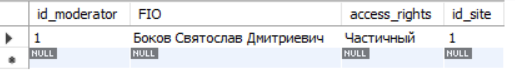 id_moderator FIO access_rights id_site
1 Боков Святослав Дмитриевич Частичный 1
NULL NULL NULL NULL